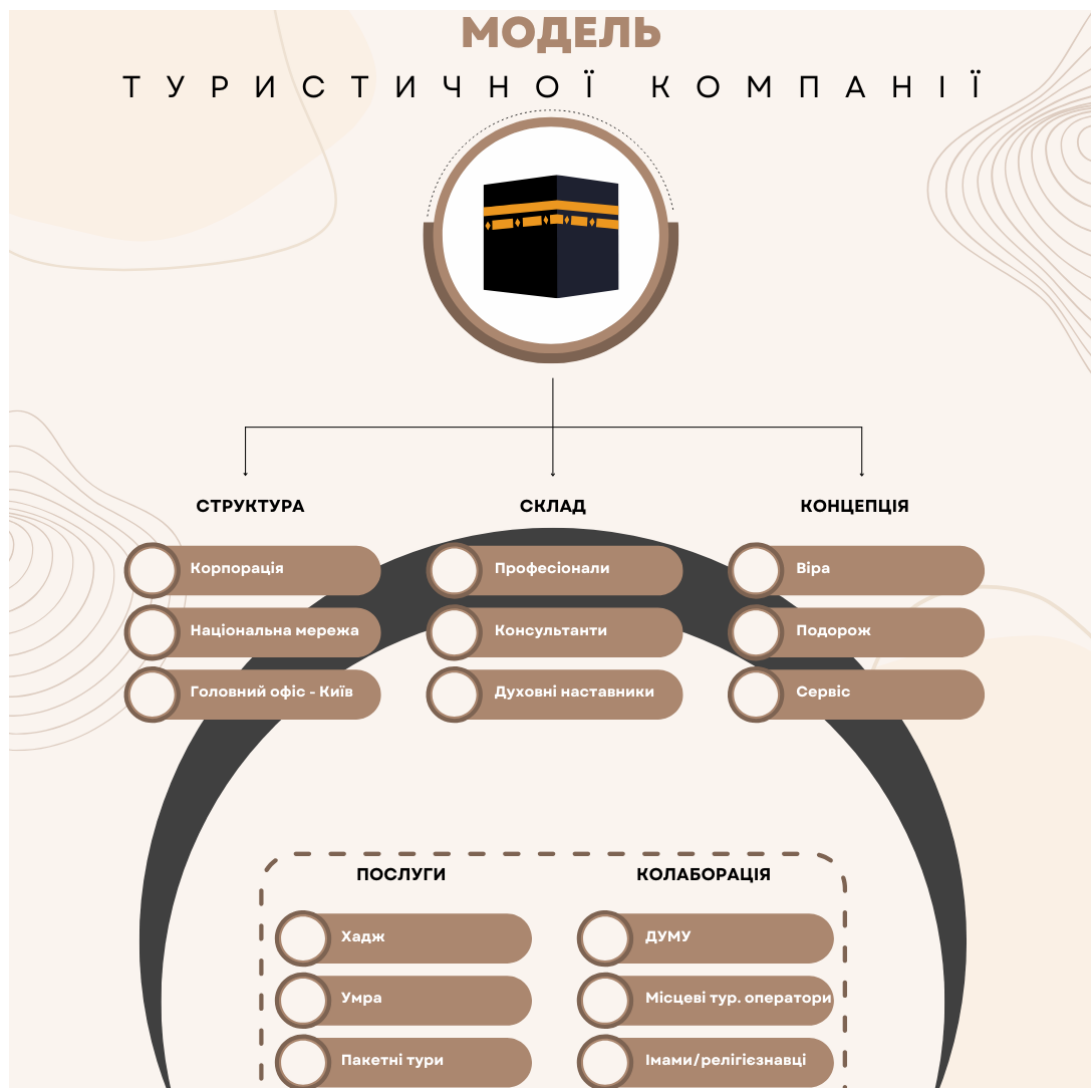 МОДЕЛЬ
ТУРИСТИЧНОЇ КОМПАНІЇ
СТРУКТУРА
Корпорація
Національна мережа
Головний офіс - Київ
СКЛАД
Професіонали
Консультанти
Духовні наставники
КОНЦЕПЦІЯ
Віра
Подорож
Сервіс
ПОСЛУГИ
Хадж
Умра
Пакетні тури
КОЛАБОРАЦІЯ
ДУМУ
Місцеві тур. оператори
Імами/релігієзнавці